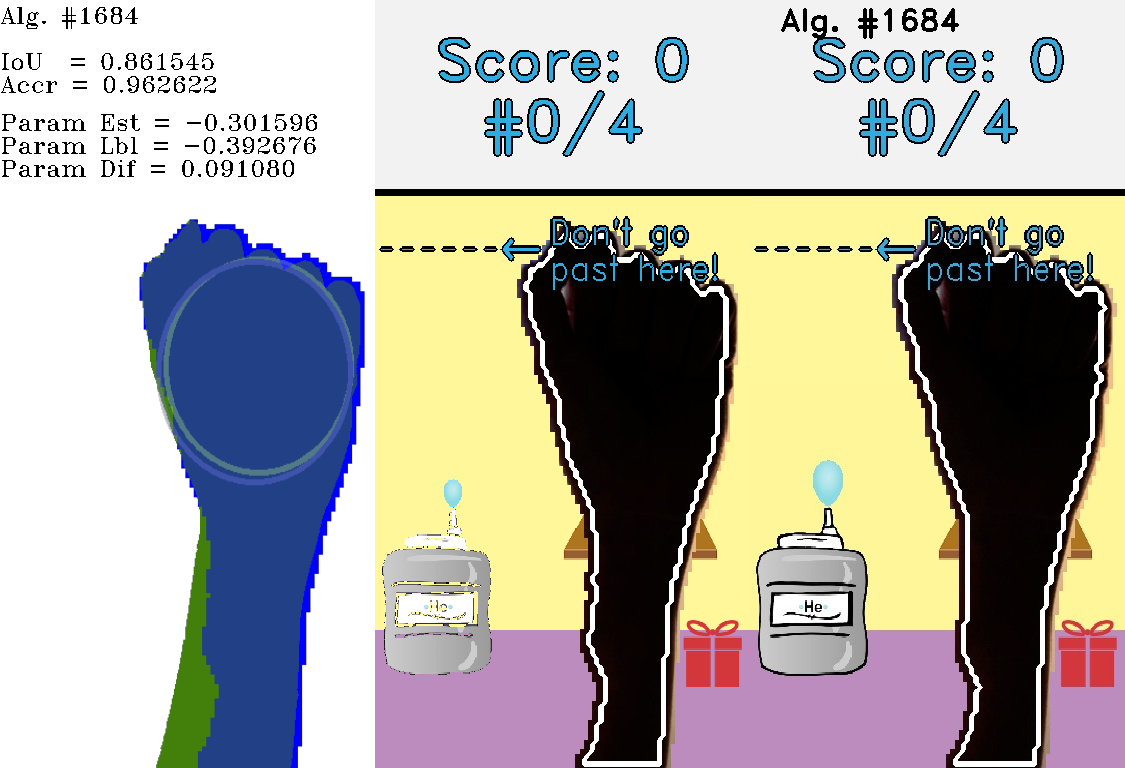 Alg. #1684
IoU = 0.861545
Accr = 0.962622
Param Est = −0.301596
Param Lbl = −0.392676
Param Dif = 0.091080
Score: 0
#0/4
Don't go
past here!
He
Alg. #1684
Score: 0
#0/4
Don't go
past here!
He